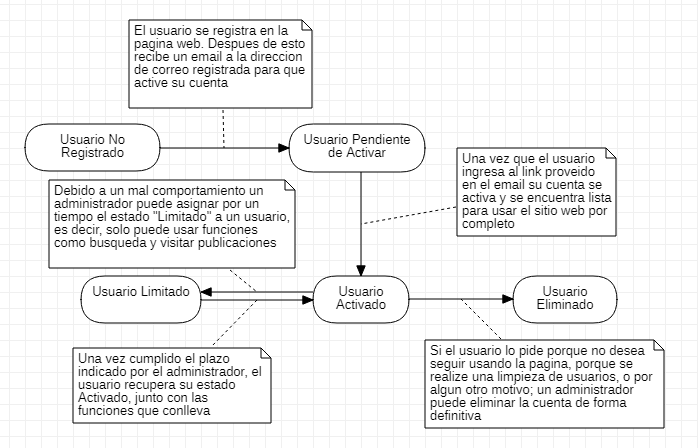 El usuario se registra en la
pagina web. Despues de esto
recibe un email a la direccion
de correo registrada para que
active su cuenta
Usuario No
Registrado
Usuario Pendiente
de Activar
Una vez que el usuario
ingresa al link proveido
en el email su cuenta se
activa y se encuentra lista
para usar el sitio web por
completo
Debido a un mal comportamiento un
administrador puede asignar por un
tiempo el estado "Limitado" a un usuario,
es decir, solo puede usar funciones
como busqueda y visitar publicaciones
Usuario Limitado
Usuario
Activado
Usuario
Eliminado
Una vez cumplido el plazo
indicado por el administrador, el
usuario recupera su estado
Activado, junto con las
funciones que conlleva
Si el usuario lo pide porque no desea
seguir usando la pagina, porque se
realize una limpieza de usuarios, o por
algun otro motivo; un administrador
puede eliminar la cuenta de forma
definitiva